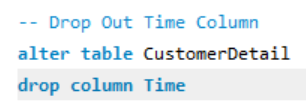 -- Drop Out Time Column
alter table CustomerDetail
drop column Time